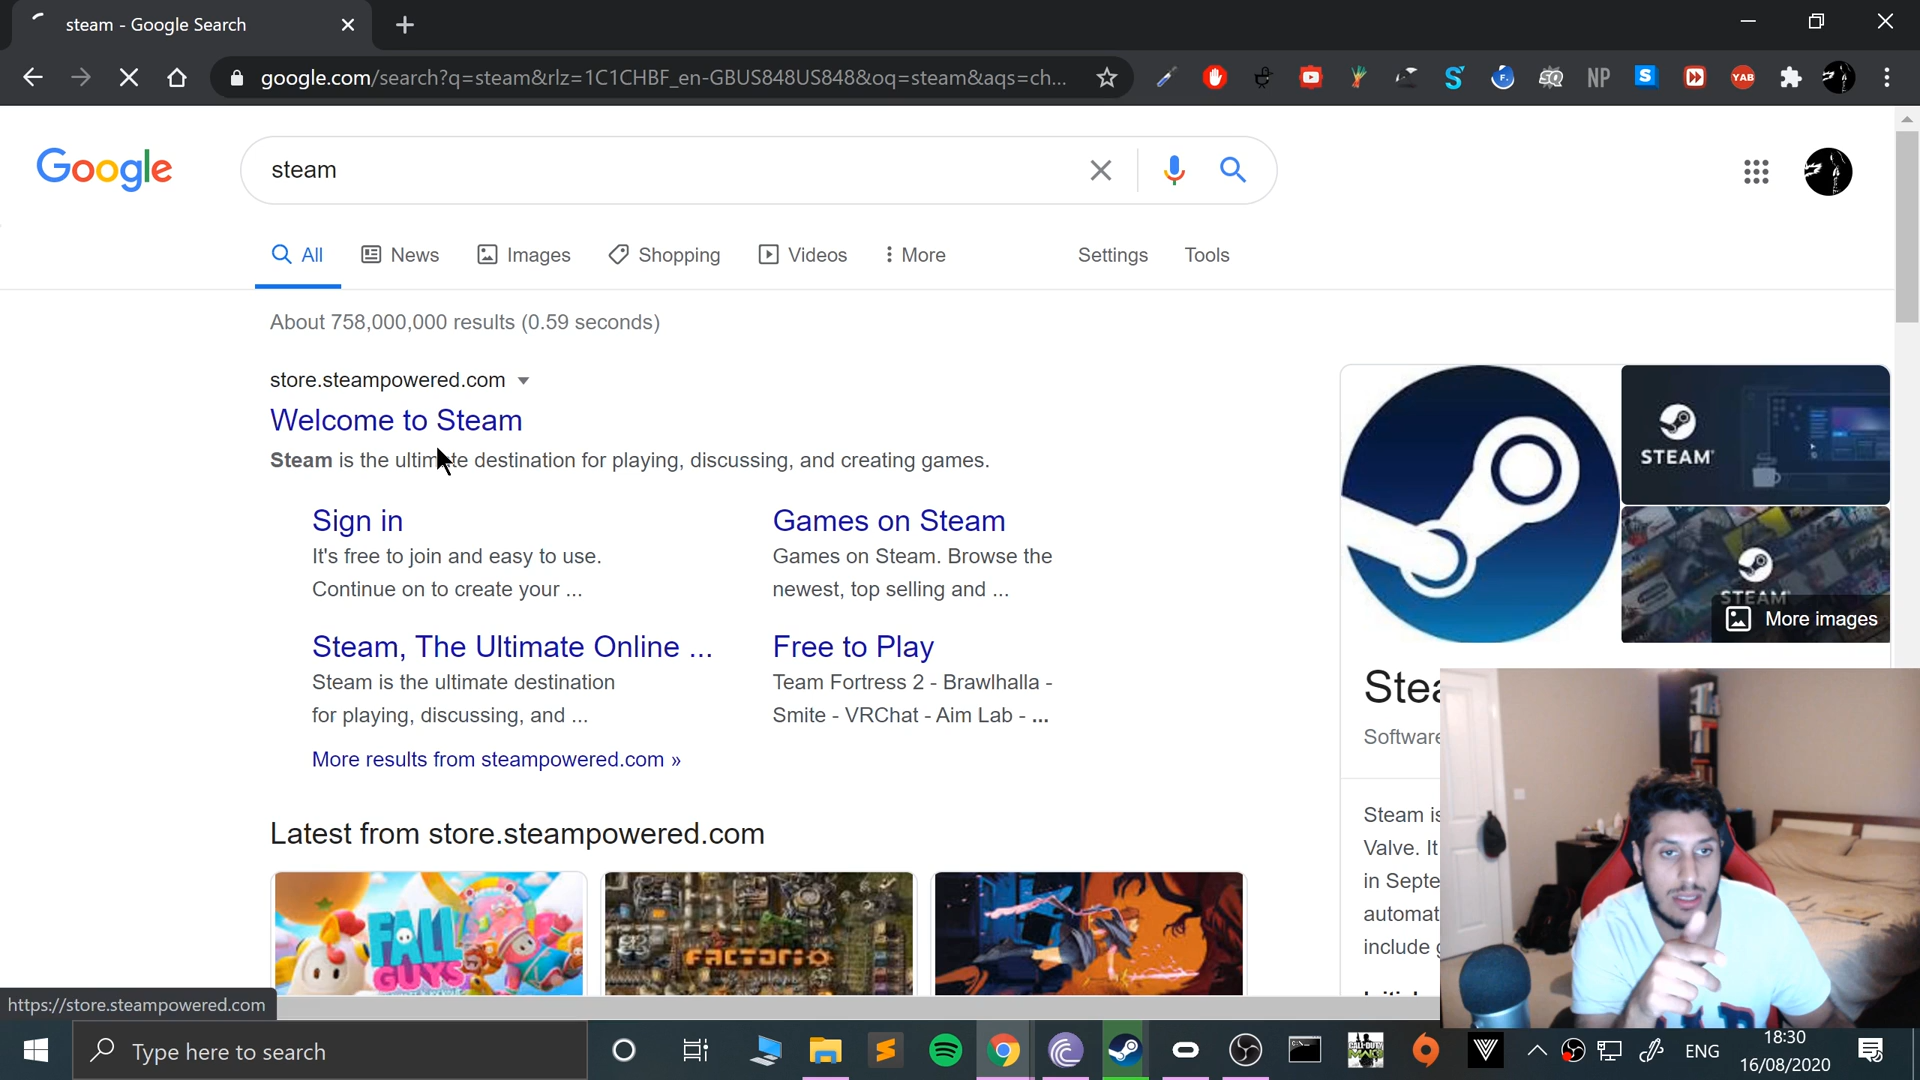 steam - Google Search
google.com/search?q=steam&rlz=1C1CHBF_en-GBUS848US848&oq=steam&aqs=ch...
NP
YAB
Google
steam
All
News
Images
Shopping
Videos
More
Settings
Tools
About 758,000,000 results (0.59 seconds)
store.steampowered.com
Welcome to Steam
Steam is the ultimate destination for playing, discussing, and creating games.
Sign in
It's free to join and easy to use.
Continue on to create your ...
Games on Steam
Games on Steam. Browse the
newest, top selling and ...
Steam, The Ultimate Online ...
Steam is the ultimate destination
for playing, discussing, and ...
Free to Play
Team Fortress 2 - Brawlhalla -
Smite - VRChat - Aim Lab - ...
More results from steampowered.com »
Latest from store.steampowered.com
FALL
GUYS
FACTORIO
STEAM
STEAM
More images
Software
Steam is
Valve. It
in Septe
automat
include
https://store.steampowered.com
Type here to search
ENG
18:30
16/08/2020